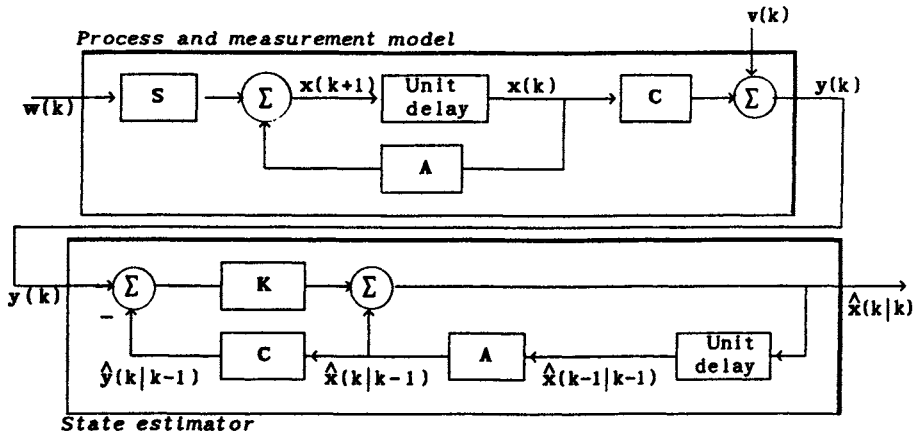 v(k)
Process and measurement model
w(k)
S
Σ
x(k+1)
Unit
delay
x(k)
C
Σ
y(k)
A
y(k)
Σ
K
Σ
x̂(k|k)
−
C
A
Unit
delay
ŷ(k|k-1)
x̂(k|k-1)
x̂(k-1|k-1)
State estimator